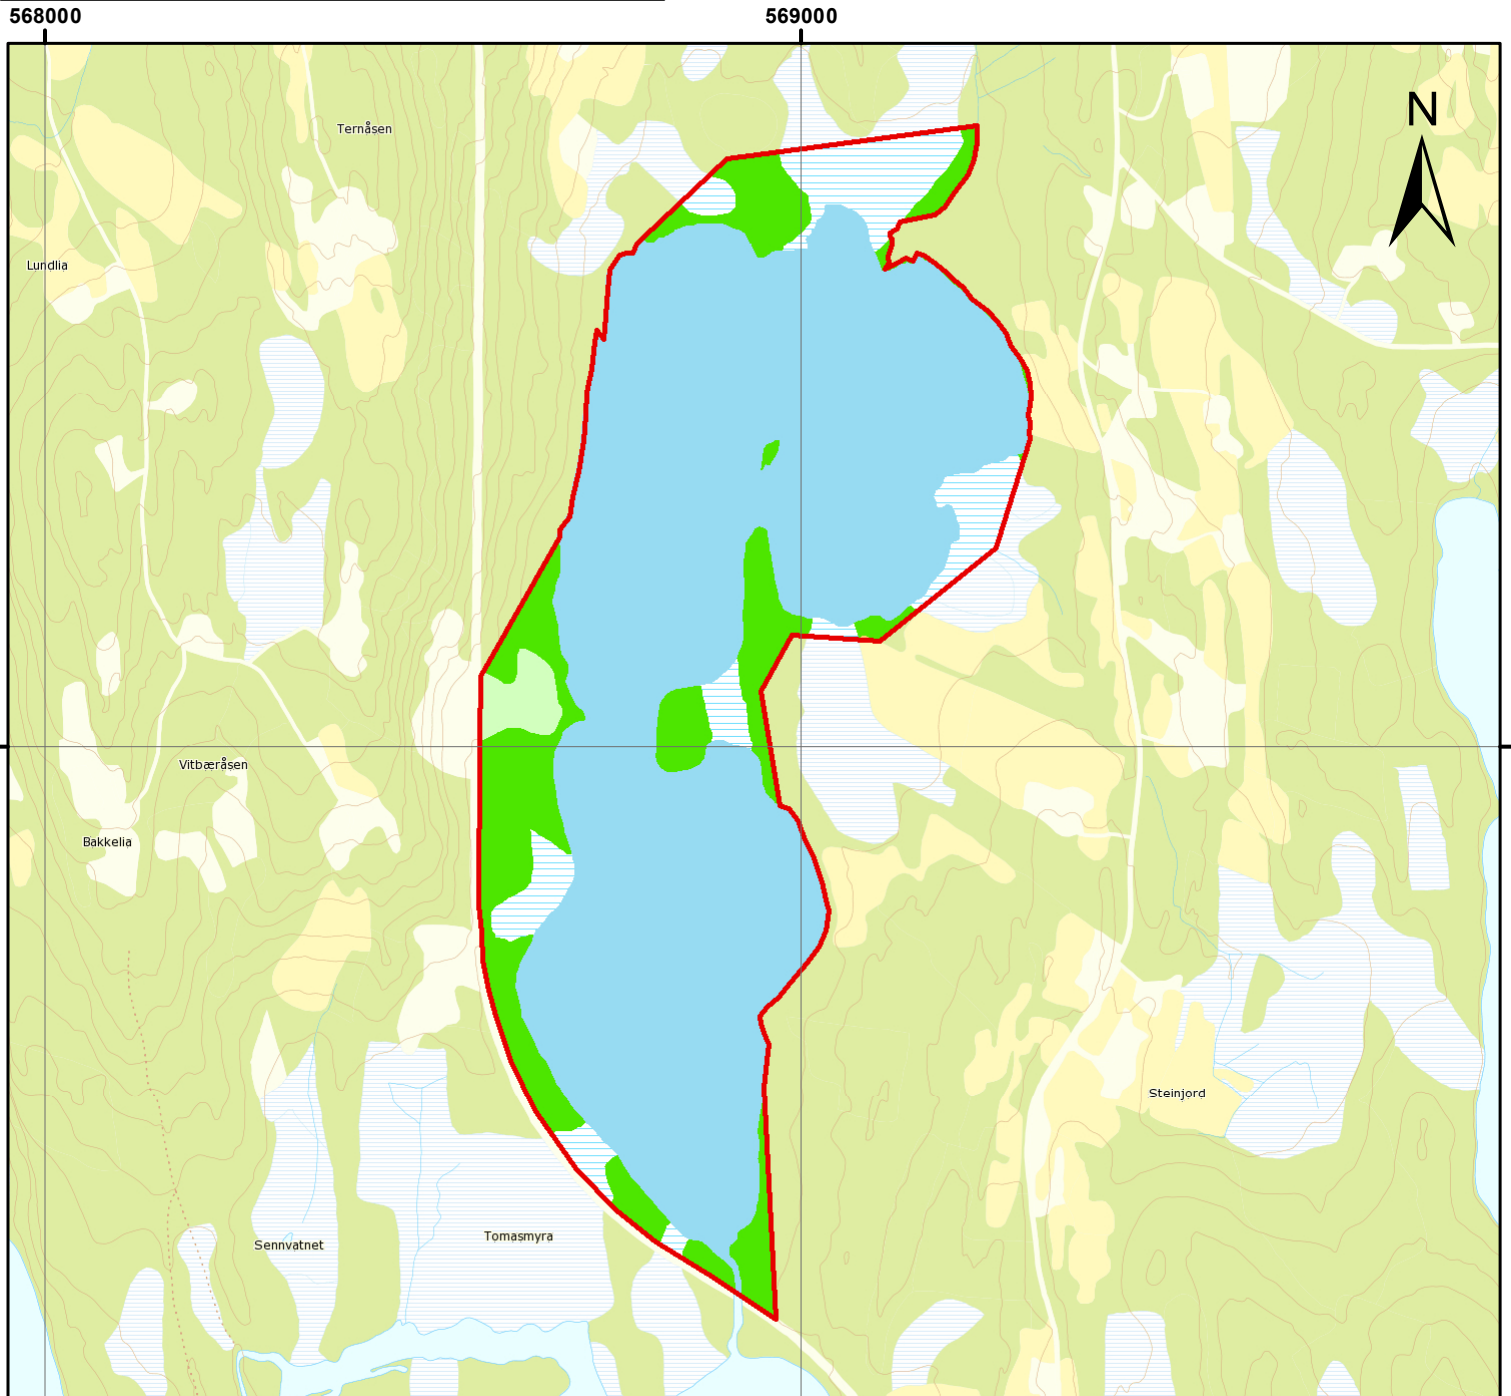 568000
569000
N
Ternåsen
Lundlia
Vitbæråsen
Bakkelia
Steinjord
Tomasmyra
Sennvatnet